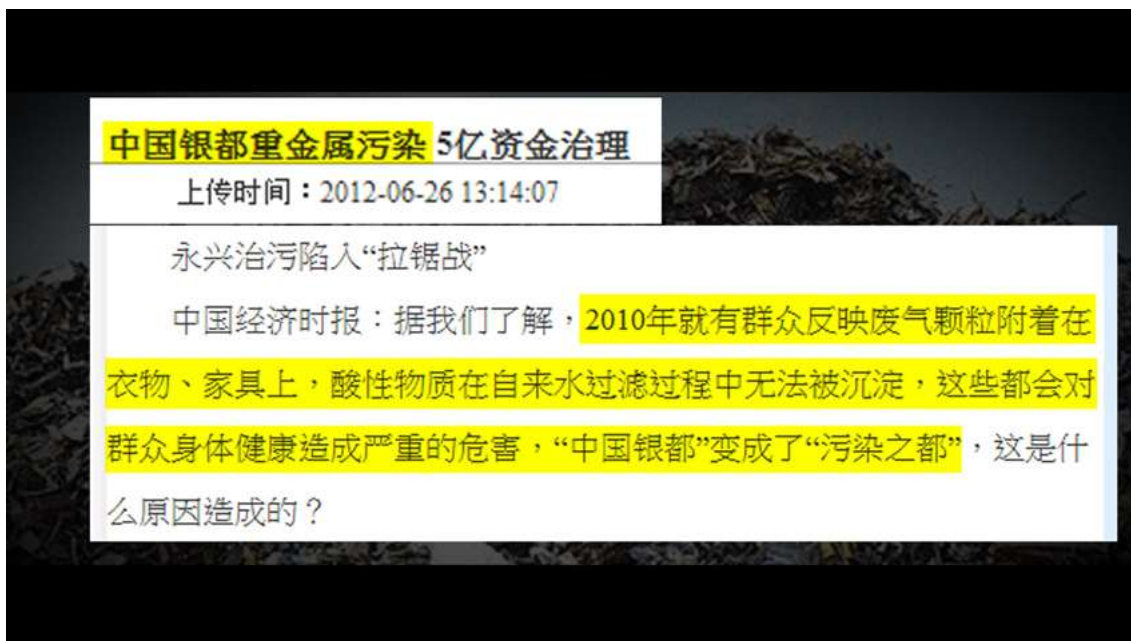 中国银都重金属污染 5亿资金治理
上传时间：2012-06-26 13:14:07
永兴治污陷入“拉锯战”
中国经济时报：据我们了解，2010年就有群众反映废气颗粒附着在
衣物、家具上，酸性物质在自来水过滤过程中无法被沉淀，这些都会对
群众身体健康造成严重的危害，“中国银都”变成了“污染之都”，这是什
么原因造成的？